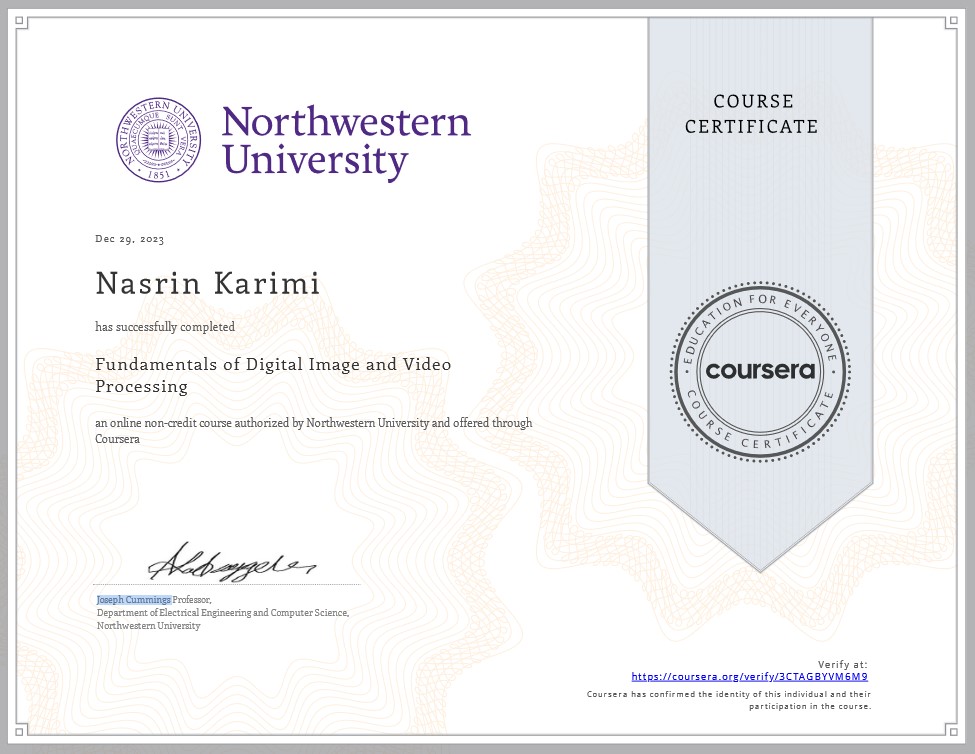 NORTHWESTERN UNIVERSITY
QUAECUMQUE SUNT VERA
1851
Northwestern
University
COURSE
CERTIFICATE
Dec 29, 2023
Nasrin Karimi
has successfully completed
Fundamentals of Digital Image and Video
Processing
an online non-credit course authorized by Northwestern University and offered through
Coursera
EDUCATION FOR EVERYONE
coursera
COURSE CERTIFICATE
Joseph Cummings Professor,
Department of Electrical Engineering and Computer Science,
Northwestern University
Verify at:
https://coursera.org/verify/3CTAGBYVM6M9
Coursera has confirmed the identity of this individual and their
participation in the course.